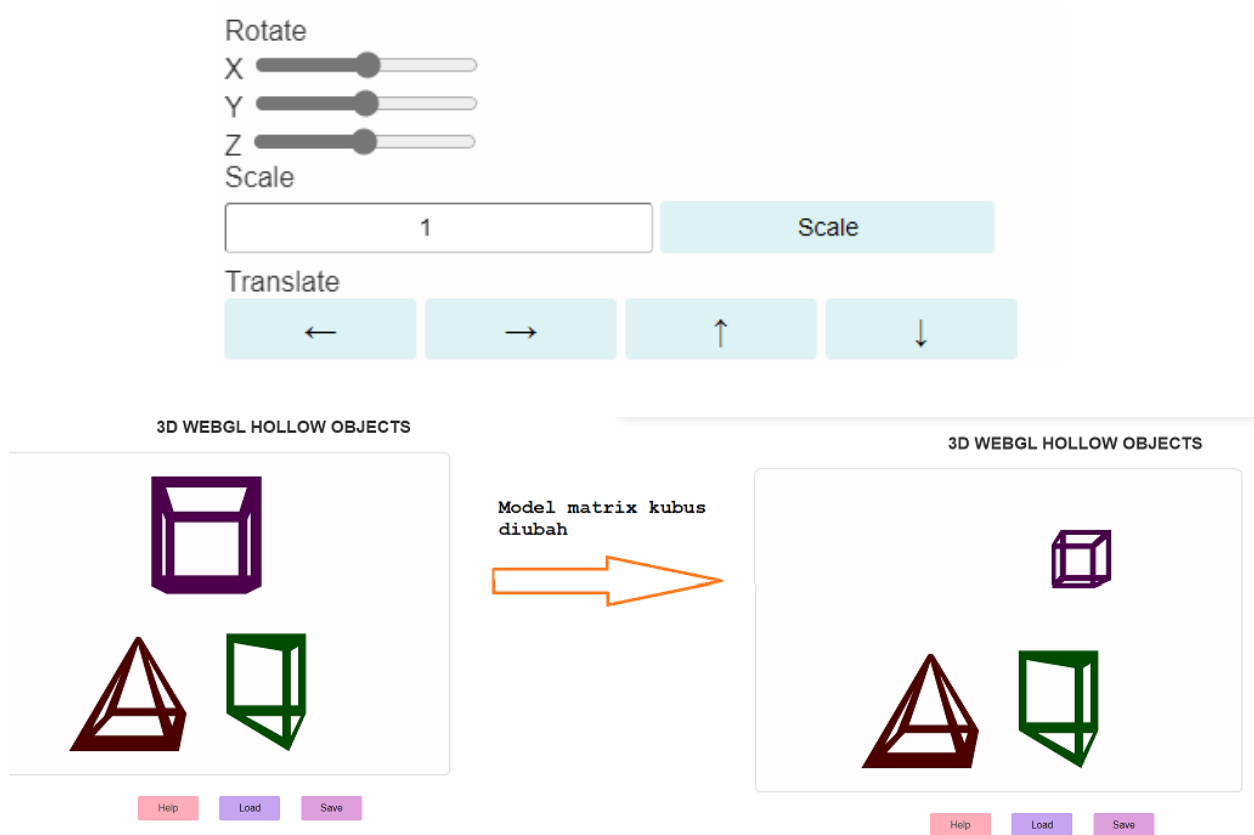 Rotate
X
Y
Z
Scale
1 Scale
Translate
← → ↑ ↓
3D WEBGL HOLLOW OBJECTS
3D WEBGL HOLLOW OBJECTS
Model matrix kubus
diubah
Help Load Save
Help Load Save